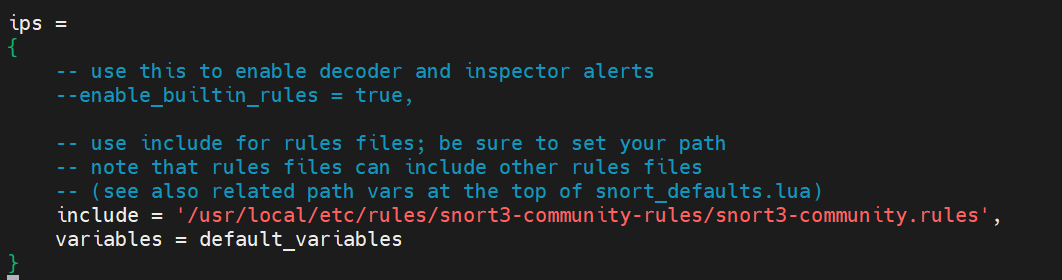 ips =
{
    -- use this to enable decoder and inspector alerts
    --enable_builtin_rules = true,

    -- use include for rules files; be sure to set your path
    -- note that rules files can include other rules files
    -- (see also related path vars at the top of snort_defaults.lua)
    include = '/usr/local/etc/rules/snort3-community-rules/snort3-community.rules',
    variables = default_variables
}